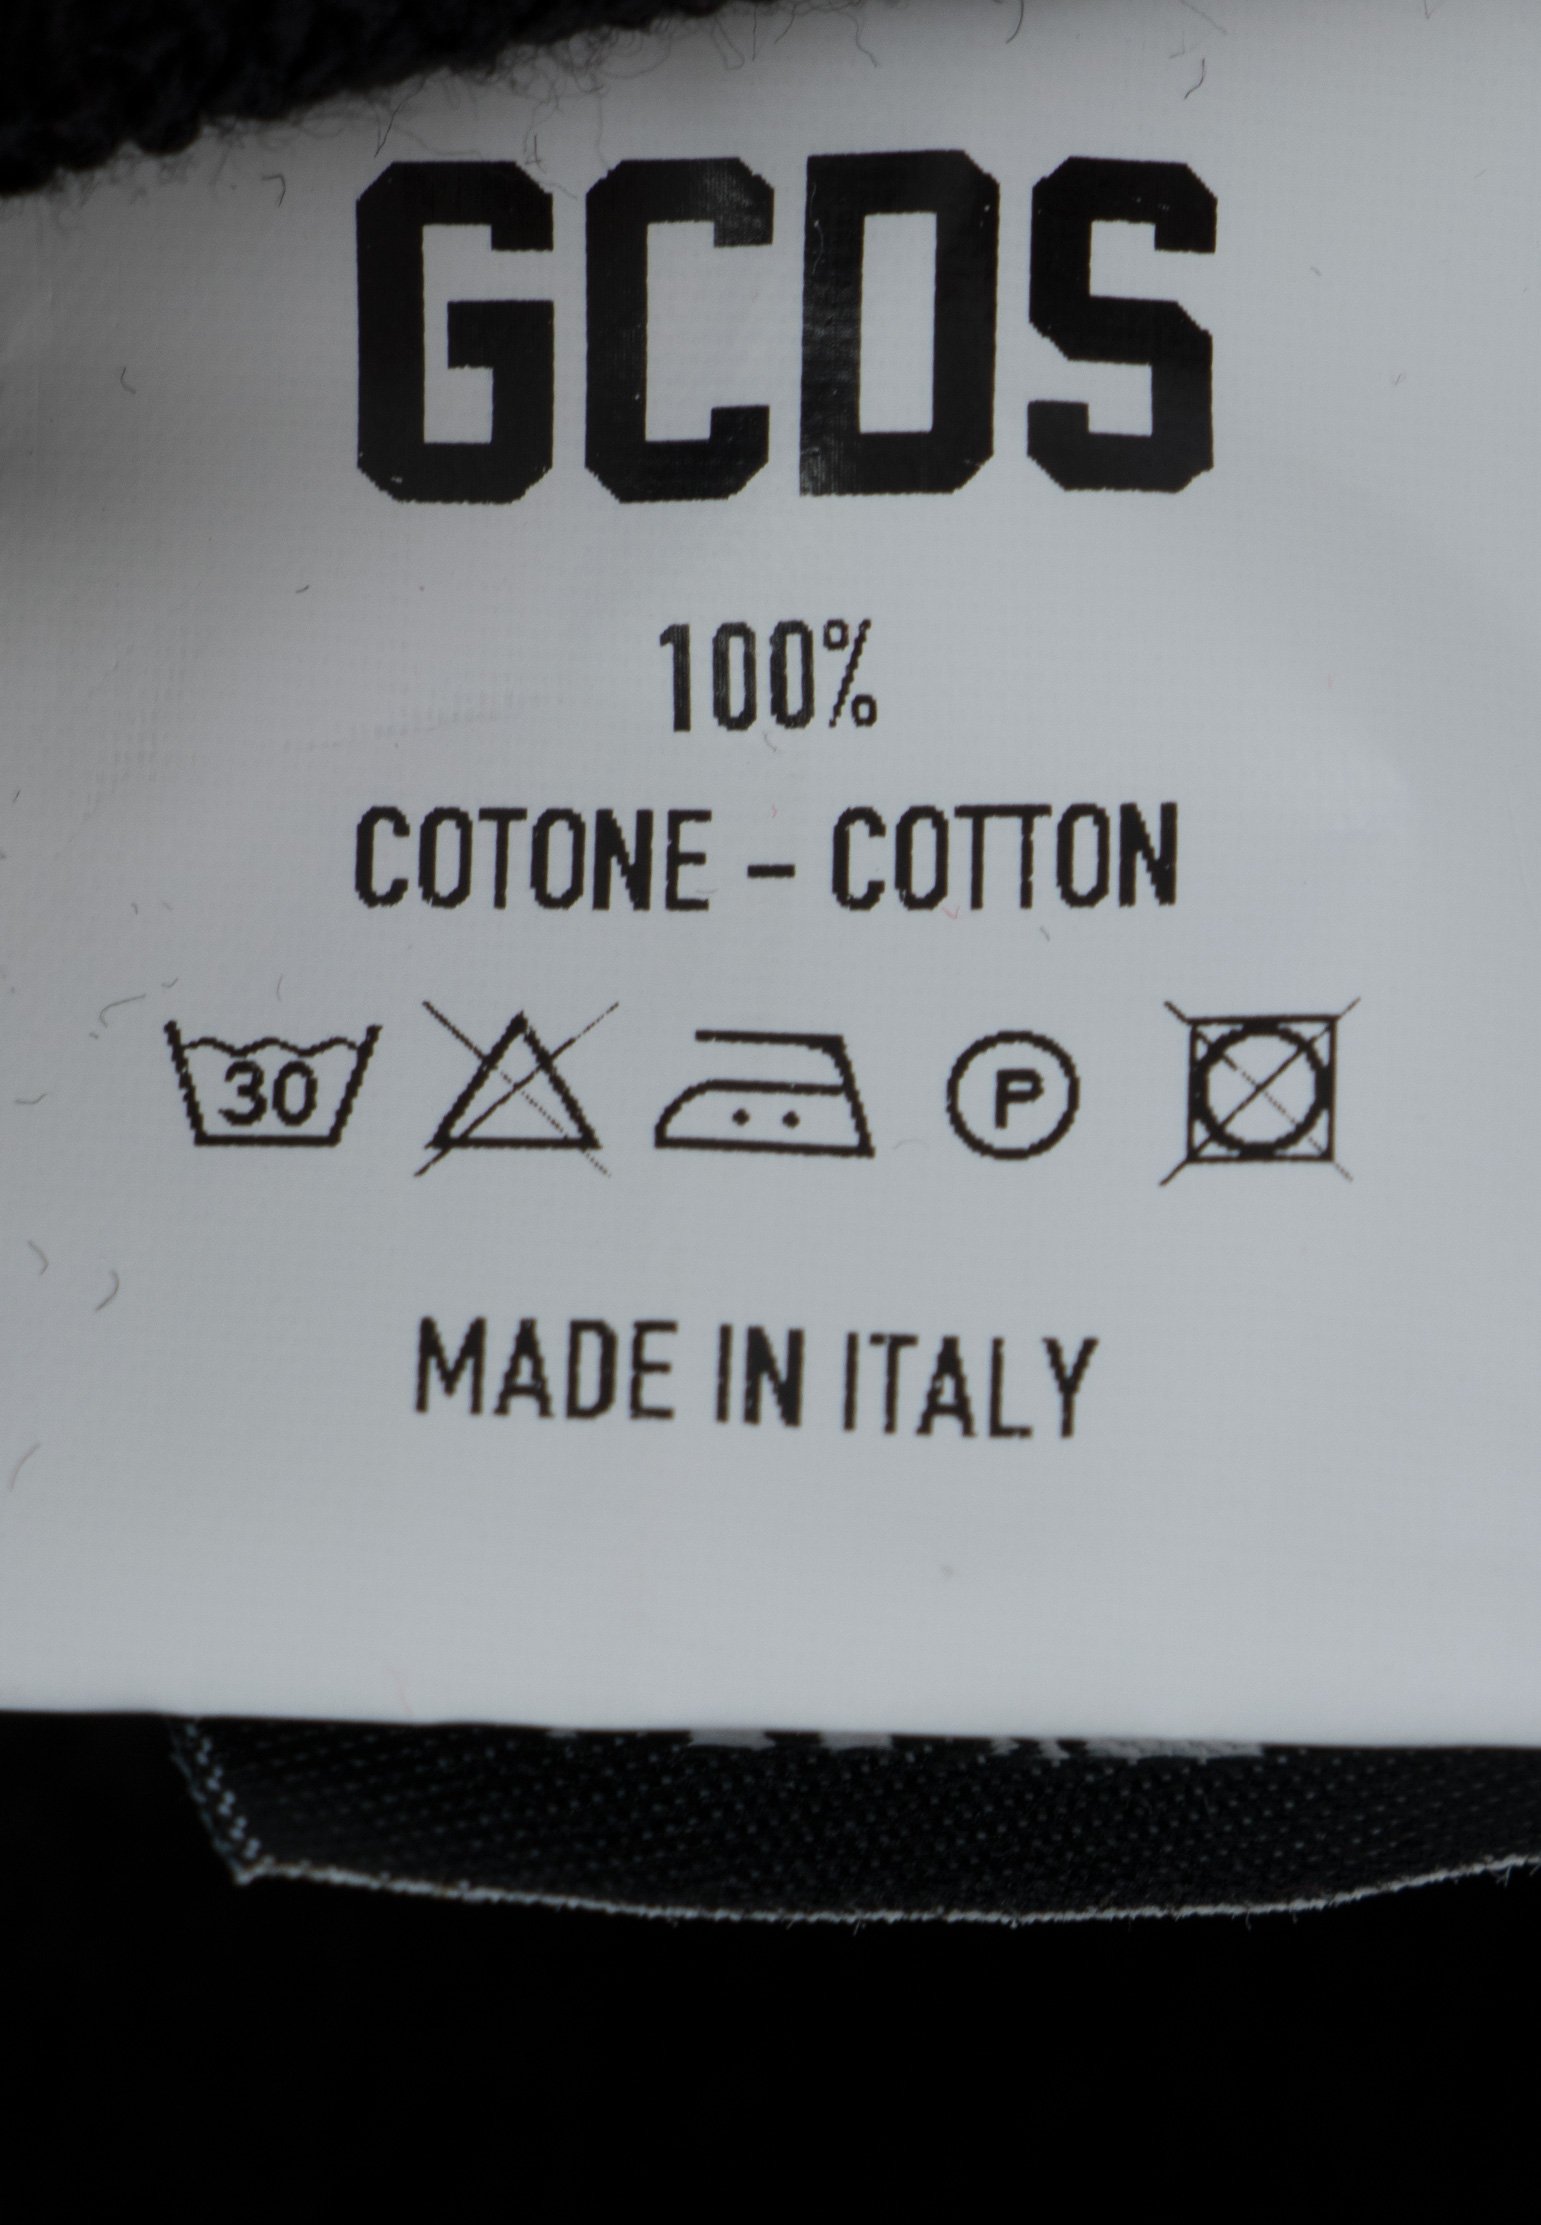 GCDS
100%
COTONE - COTTON
30 P
MADE IN ITALY